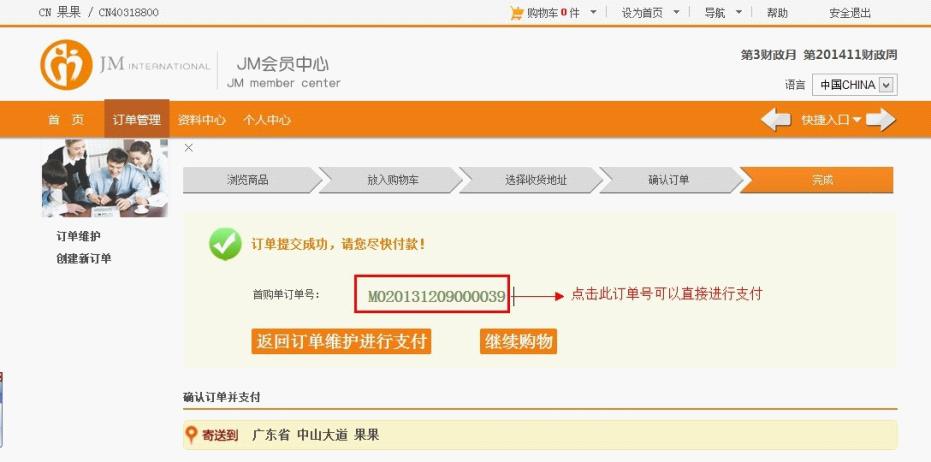 CN 果果 / CN40318800
购物车 0 件 设为首页 导航 帮助 安全退出
JM INTERNATIONAL
JM会员中心
JM member center
第3财政月 第201411财政周
语言 中国CHINA
首 页 订单管理 资料中心 个人中心 快捷入口
浏览商品 放入购物车 选择收货地址 确认订单 完成
订单维护
创建新订单
订单提交成功，请您尽快付款！
首购单订单号： MO20131209000039 点击此订单号可以直接进行支付
返回订单维护进行支付 继续购物
确认订单并支付
寄送到 广东省 中山大道 果果